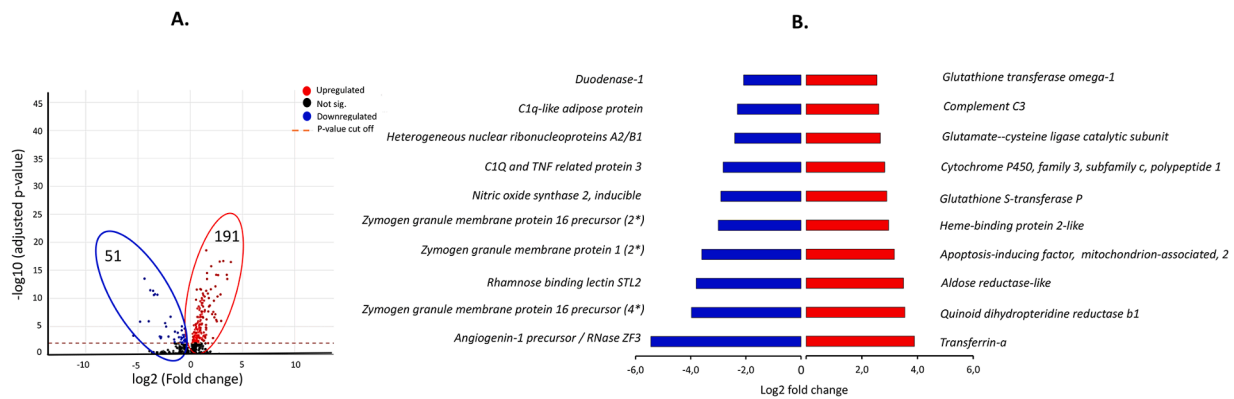 A.
B.
Upregulated
Not sig.
Downregulated
P-value cut off
-log10 (adjusted p-value)
45
40
35
30
25
20
15
10
5
0
51
191
-10
-5
0
5
10
log2 (Fold change)
Duodenase-1
Glutathione transferase omega-1
C1q-like adipose protein
Complement C3
Heterogeneous nuclear ribonucleoproteins A2/B1
Glutamate--cysteine ligase catalytic subunit
C1Q and TNF related protein 3
Cytochrome P450, family 3, subfamily c, polypeptide 1
Nitric oxide synthase 2, inducible
Glutathione S-transferase P
Zymogen granule membrane protein 16 precursor (2*)
Heme-binding protein 2-like
Zymogen granule membrane protein 1 (2*)
Apoptosis-inducing factor, mitochondrion-associated, 2
Rhamnose binding lectin STL2
Aldose reductase-like
Zymogen granule membrane protein 16 precursor (4*)
Quinoid dihydropteridine reductase b1
Angiogenin-1 precursor / RNase ZF3
Transferrin-a
-6,0
-4,0
-2,0
0
2,0
4,0
6,0
Log2 fold change